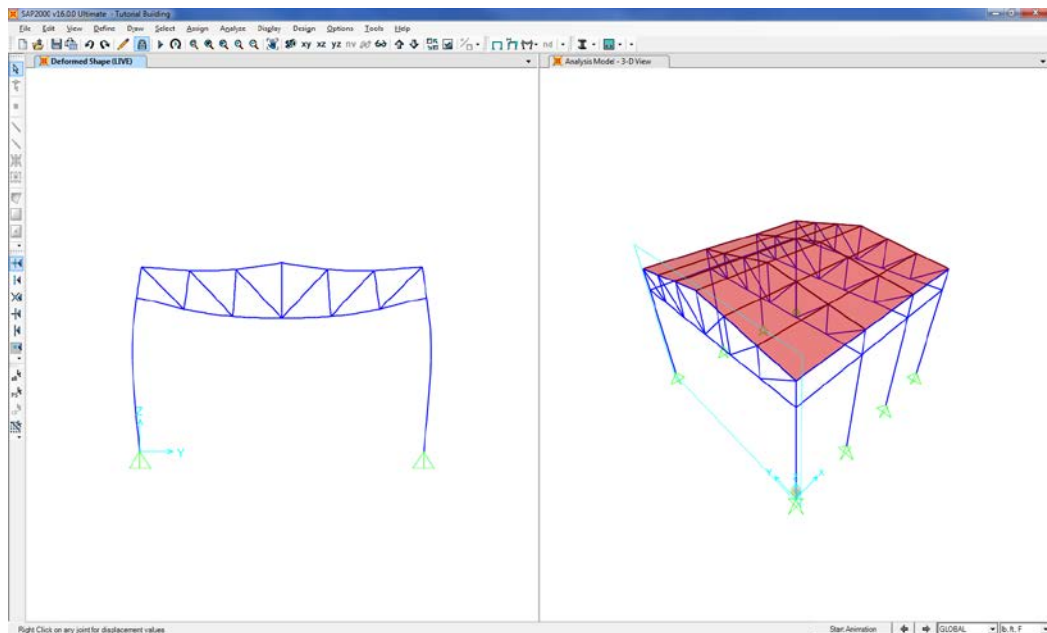 SAP2000 v16.0.0 Ultimate - Tutorial Building
File Edit View Define Draw Select Assign Analyze Display Design Options Tools Help
xy xz yz nv nd
Deformed Shape (LIVE)
Analysis Model - 3-D View
Z
Y
Y X
Right Click on any joint for displacement values
Start Animation GLOBAL lb, ft, F